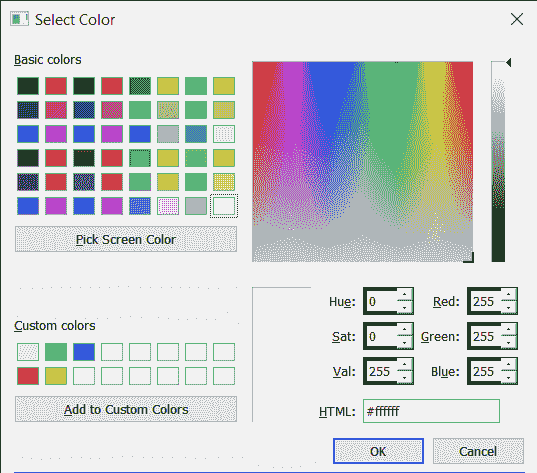 Select Color
Basic colors
Pick Screen Color
Custom colors
Add to Custom Colors
Hue: 0 Red: 255
Sat: 0 Green: 255
Val: 255 Blue: 255
HTML: #ffffff
OK Cancel